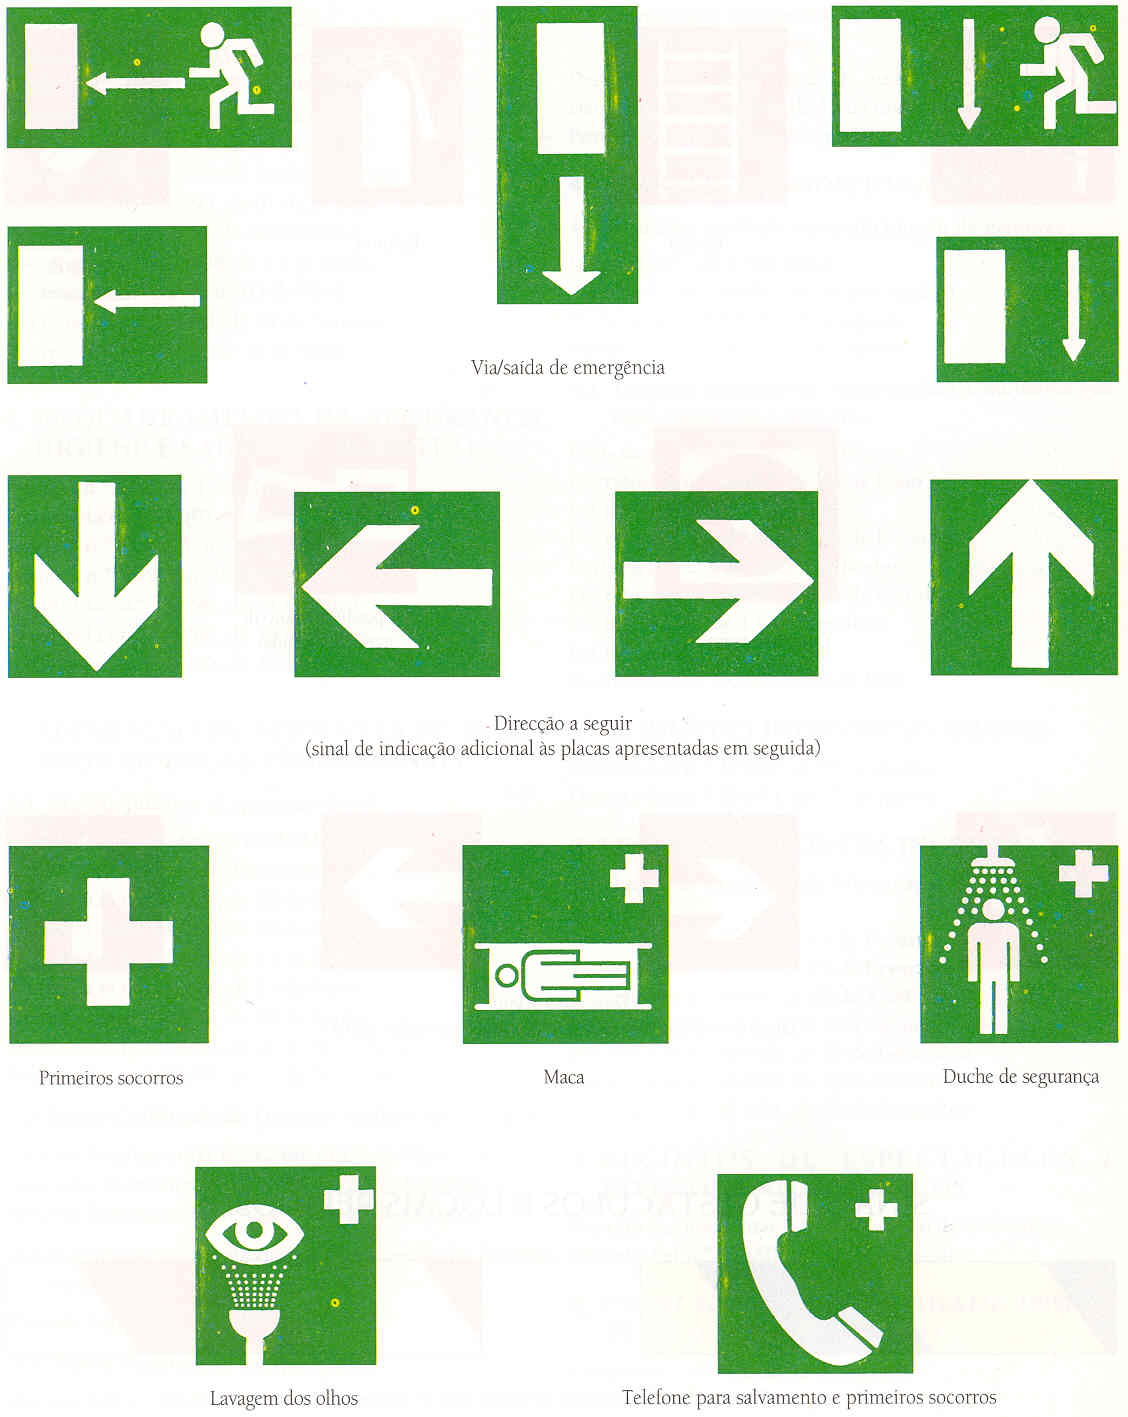 Via/saída de emergência
Direcção a seguir
(sinal de indicação adicional às placas apresentadas em seguida)
Primeiros socorros
Maca
Duche de segurança
Lavagem dos olhos
Telefone para salvamento e primeiros socorros